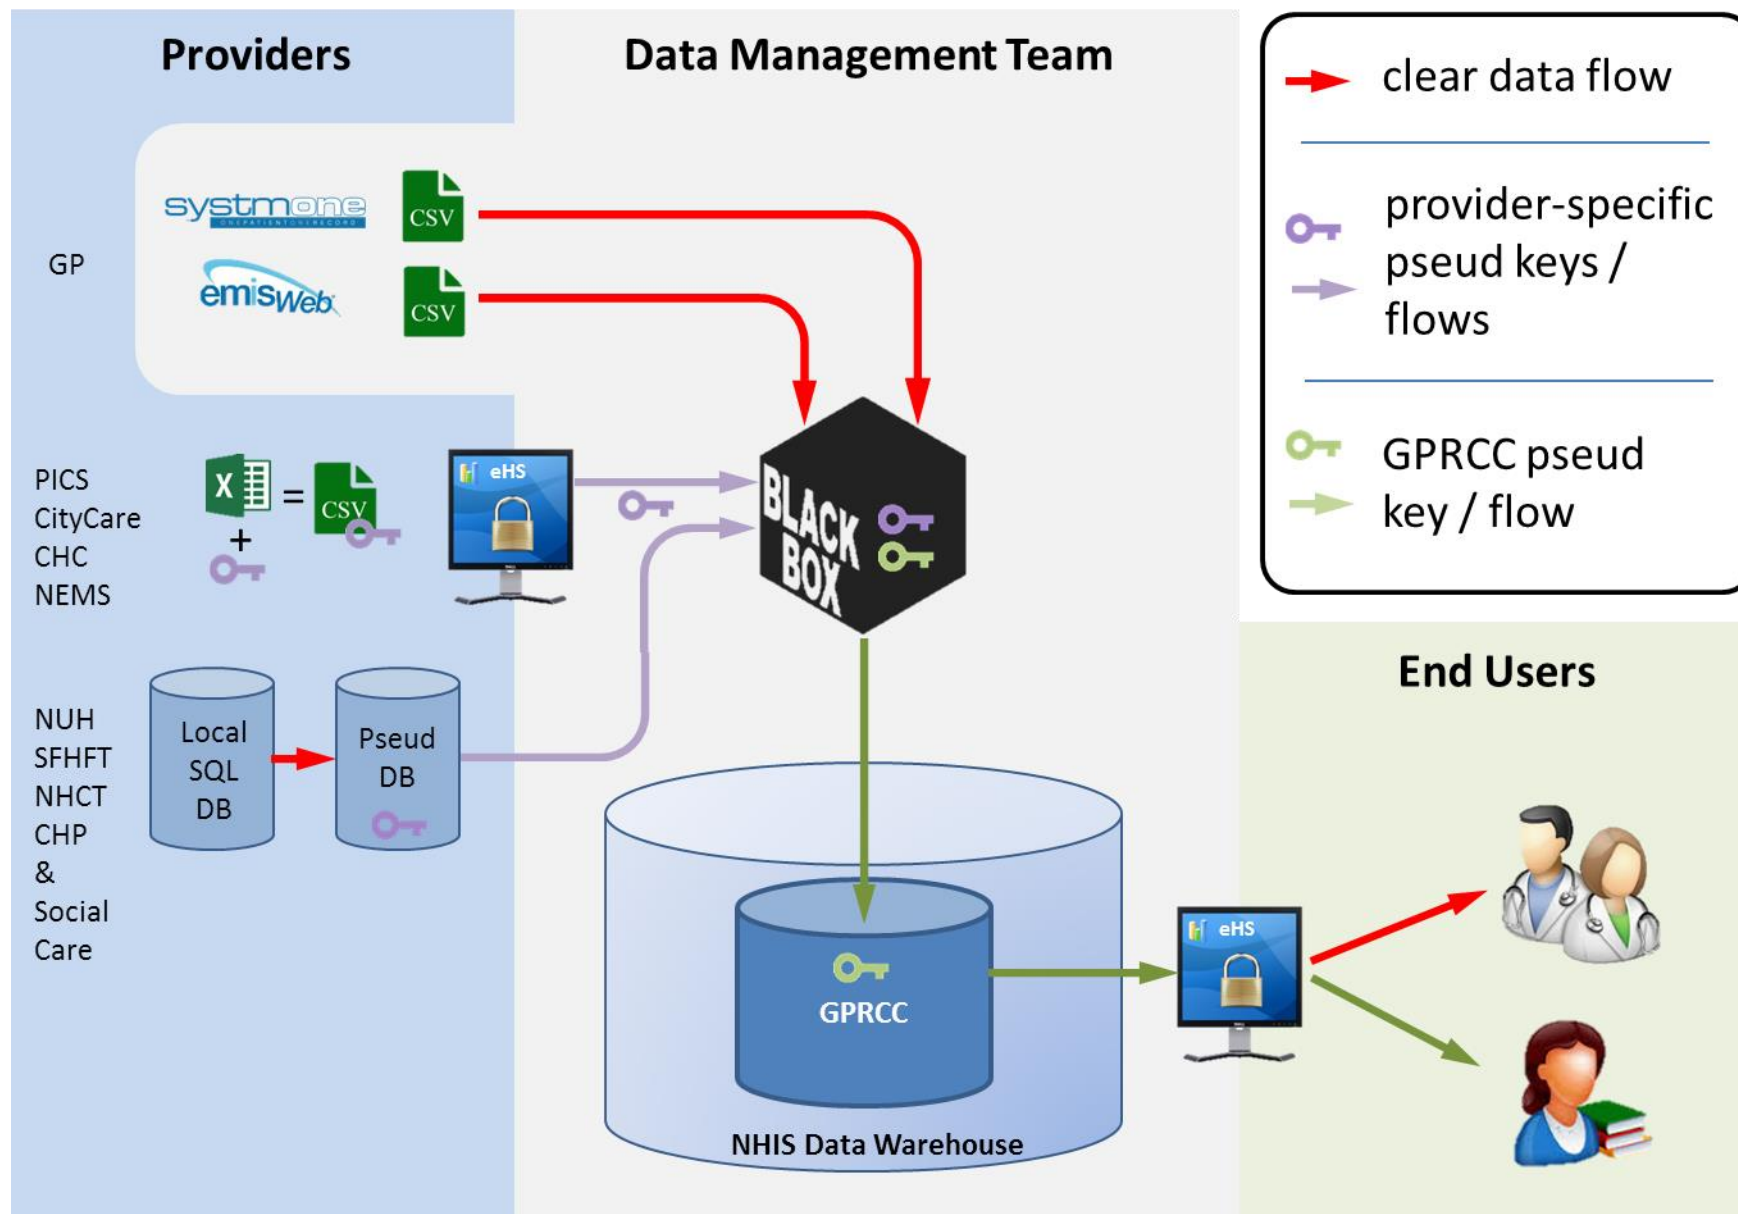 Providers
Data Management Team
clear data flow
provider-specific
pseud keys /
flows
GPRCC pseud
key / flow
GP
systmone
ONEPATIENTONERECORD
CSV
emisWeb
CSV
PICS
CityCare
CHC
NEMS
X
=
CSV
+
eHS
BLACK
BOX
NUH
SFHFT
NHCT
CHP
&
Social
Care
Local
SQL
DB
Pseud
DB
End Users
GPRCC
NHIS Data Warehouse
eHS